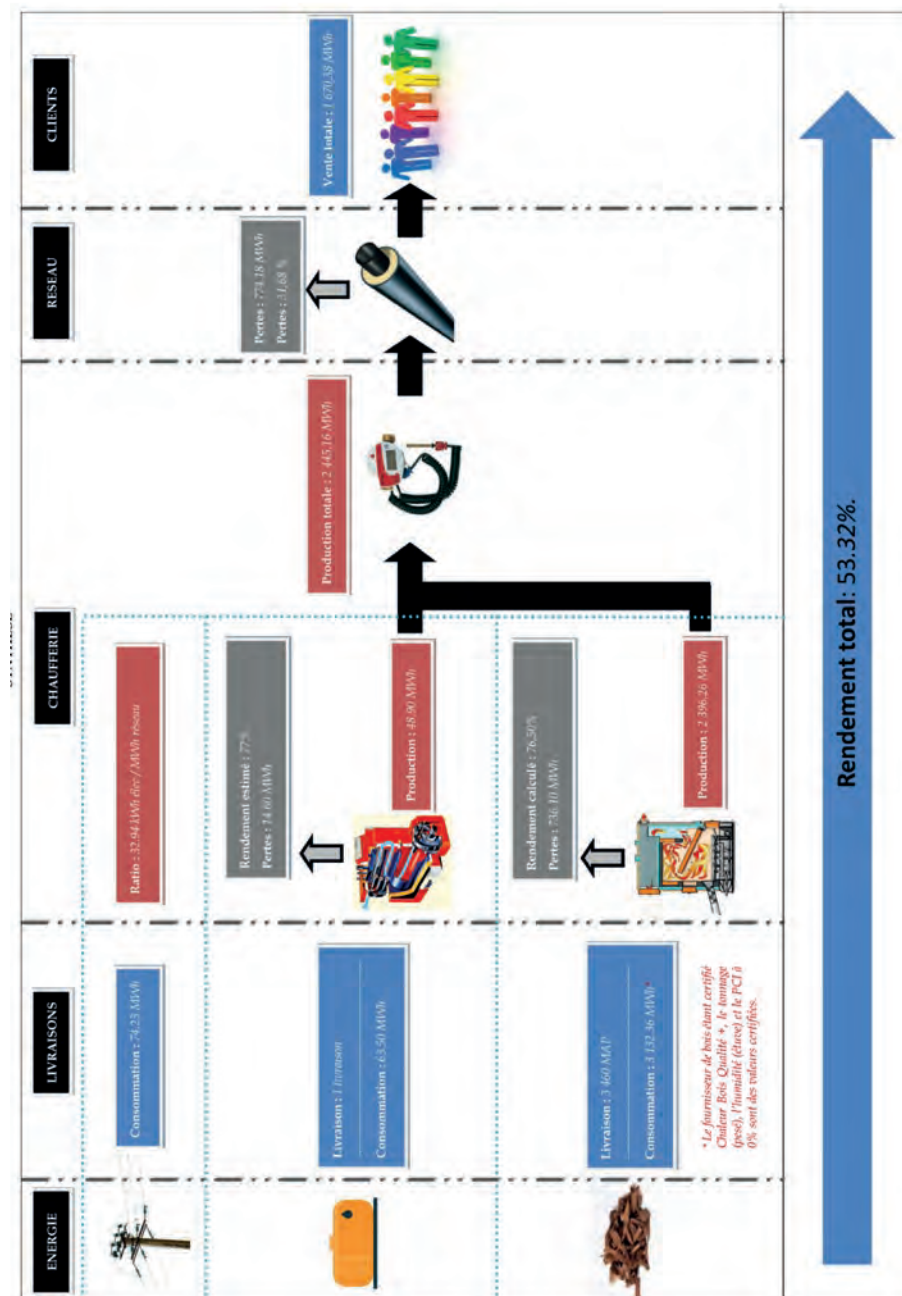 ENERGIE
LIVRAISONS
CHAUFFERIE
RESEAU
CLIENTS
Consommation : 74,23 MWh
Ratio : 32,94 kWh élec / MWh réseau
Livraison : 1 livraison
Consommation : 63,50 MWh
Rendement estimé : 77%
Pertes : 14,60 MWh
Production : 48,90 MWh
Production totale : 2 445,16 MWh
Pertes : 774,18 MWh
Pertes : 31,68 %
Vente totale : 1 670,38 MWh
Livraison : 3 460 MAP
Consommation : 3 132,36 MWh*
Rendement calculé : 76,50%
Pertes : 736,10 MWh
Production : 2 396,26 MWh
* Le fournisseur de bois étant certifié
Chaleur Bois Qualité +, le tonnage
(pesé), l'humidité (étuve) et le PCI à
0% sont des valeurs certifiées.
Rendement total: 53.32%.